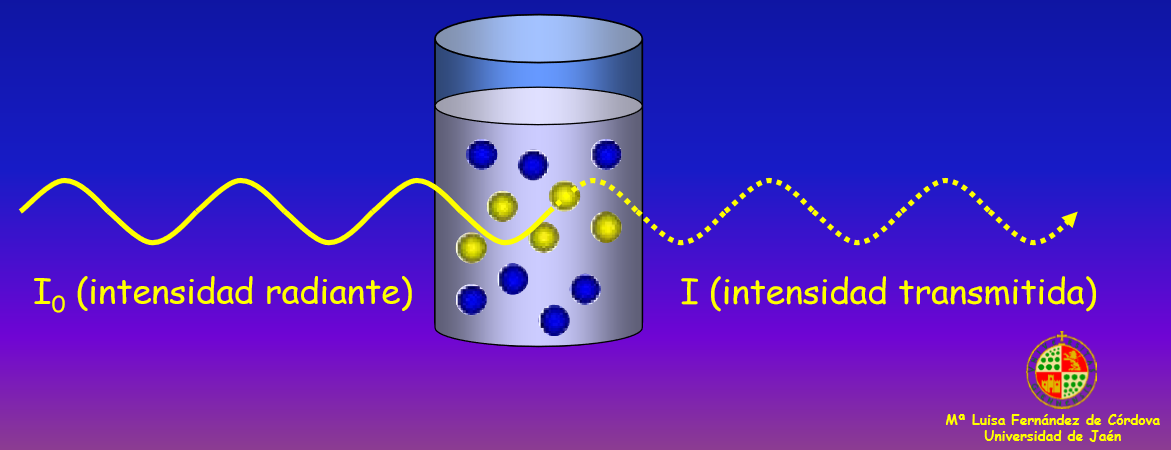 I₀ (intensidad radiante)
I (intensidad transmitida)
Mª Luisa Fernández de Córdova
Universidad de Jaén